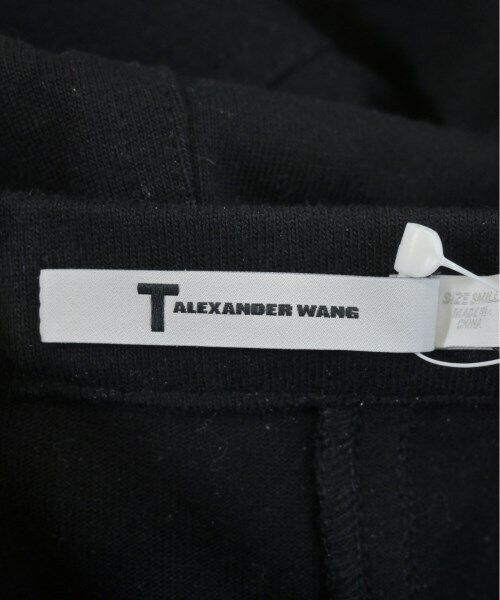 T ALEXANDER WANG
SIZE SMALL
MADE IN
CHINA